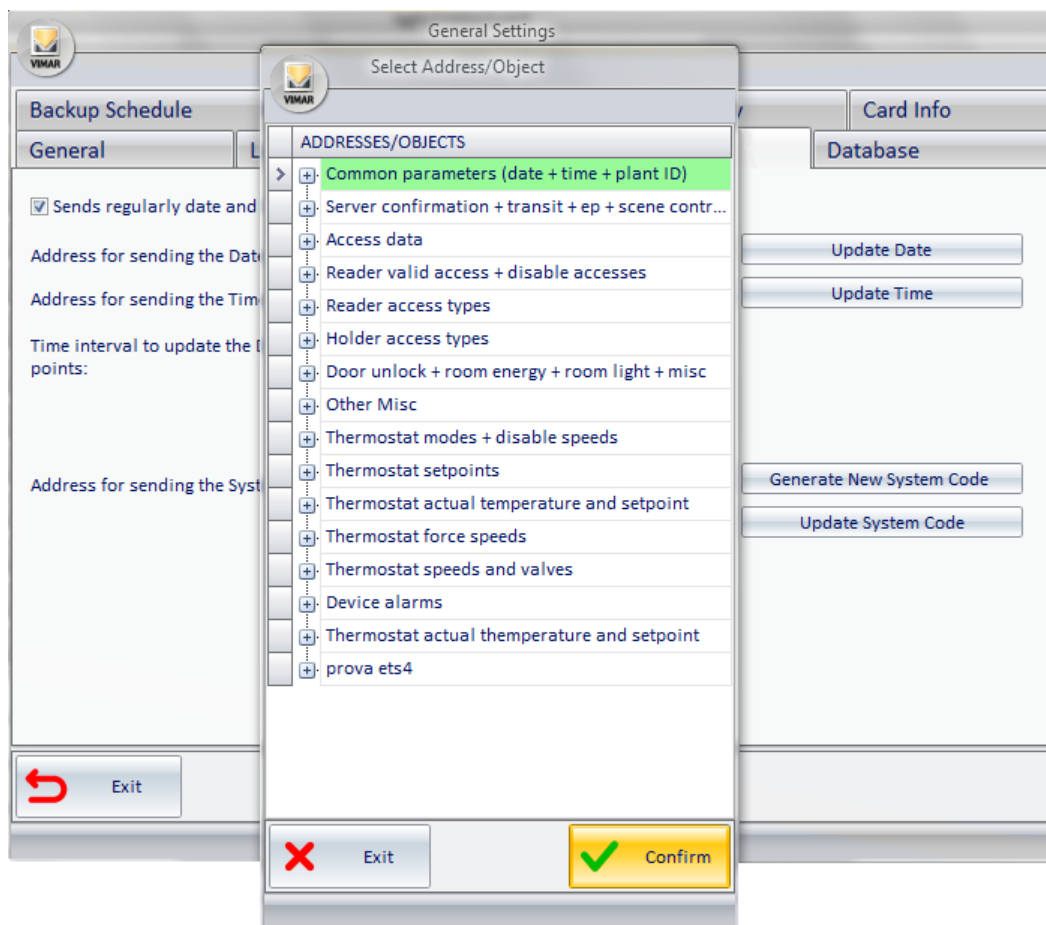 General Settings
VIMAR
Select Address/Object
VIMAR
Backup Schedule
Card Info
General
Database
ADDRESSES/OBJECTS
Common parameters (date + time + plant ID)
Sends regularly date and
Server confirmation + transit + ep + scene contr...
Access data
Address for sending the Date
Update Date
Reader valid access + disable accesses
Address for sending the Tim
Update Time
Reader access types
Time interval to update the
points:
Holder access types
Door unlock + room energy + room light + misc
Other Misc
Thermostat modes + disable speeds
Thermostat setpoints
Address for sending the Syst
Generate New System Code
Thermostat actual temperature and setpoint
Update System Code
Thermostat force speeds
Thermostat speeds and valves
Device alarms
Thermostat actual themperature and setpoint
prova ets4
Exit
Exit
Confirm